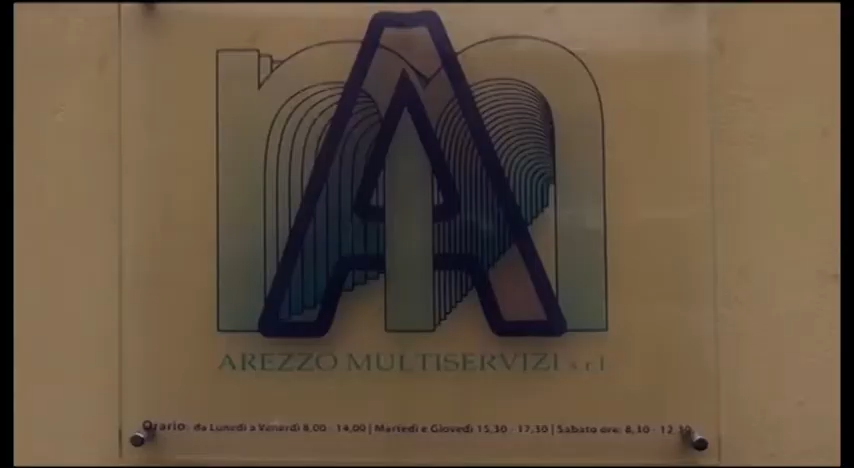 mA
AREZZO MULTISERVIZI s.r.l
Orario: da Lunedì a Venerdì 8,00 - 14,00 | Martedì e Giovedì 15,30 - 17,30 | Sabato ore: 8,30 - 12,30